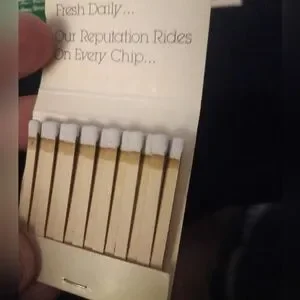 Fresh Daily...
Our Reputation Rides
On Every Chip...